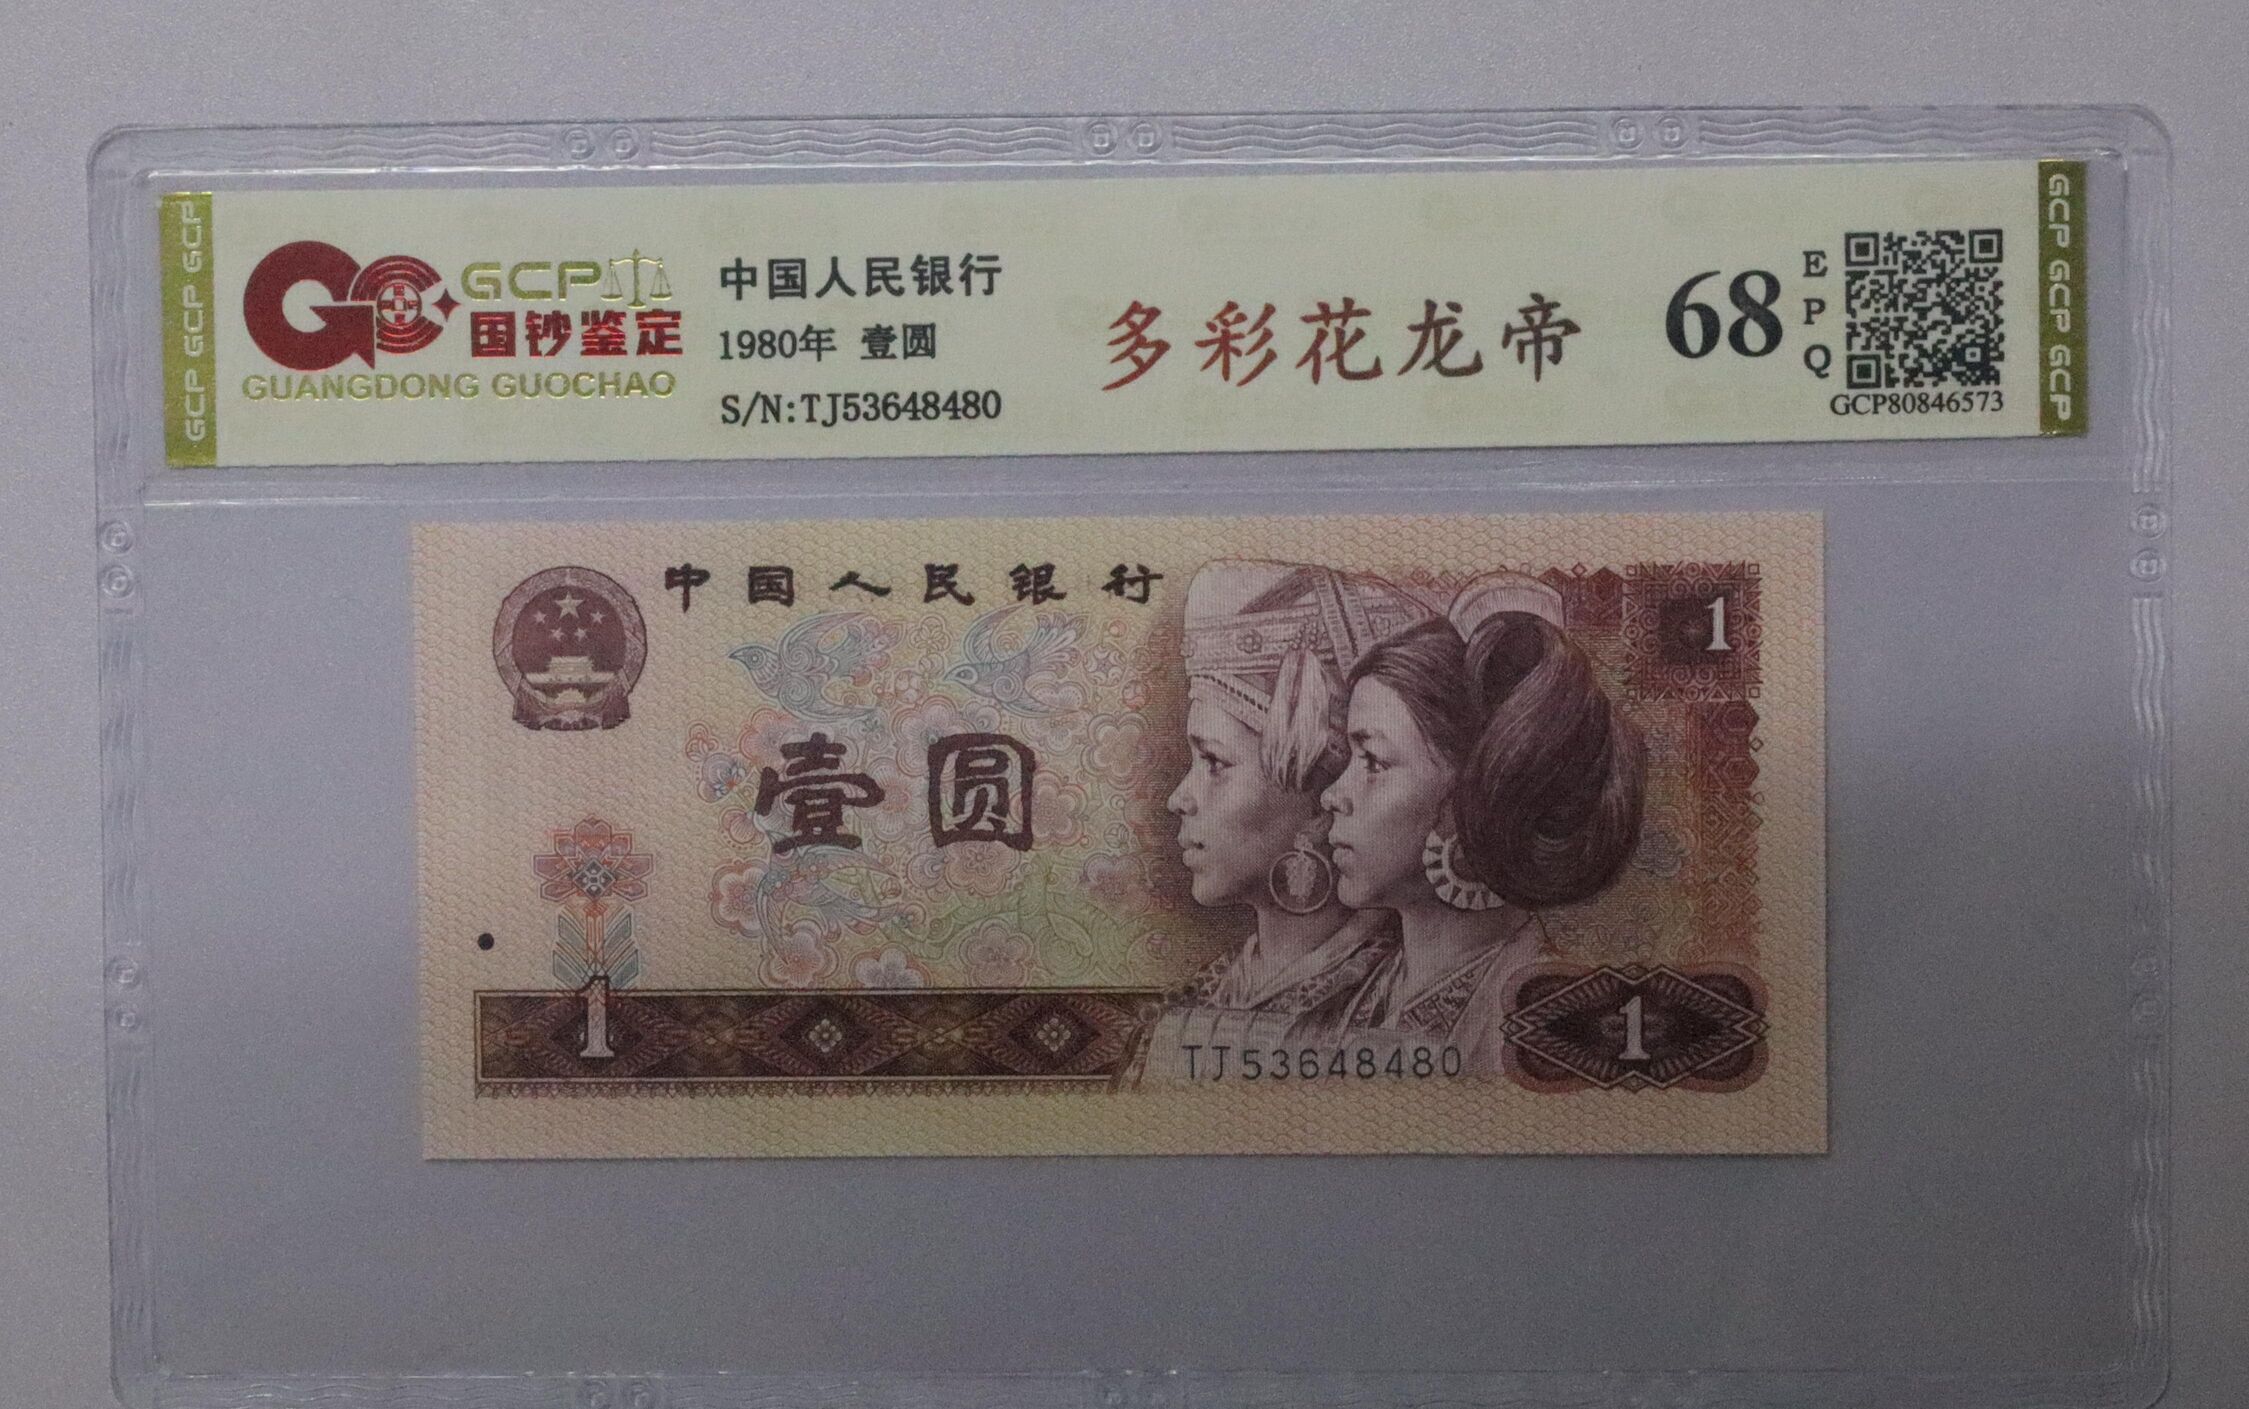 GCP GCP GCP
GCP
国钞鉴定
GUANGDONG GUOCHAO
中国人民银行
1980年 壹圆
S/N:TJ53648480
多彩花龙帝
68
E
P
Q
GCP80846573
GCP GCP GCP
中国人民银行
1
壹圆
1
TJ53648480
1